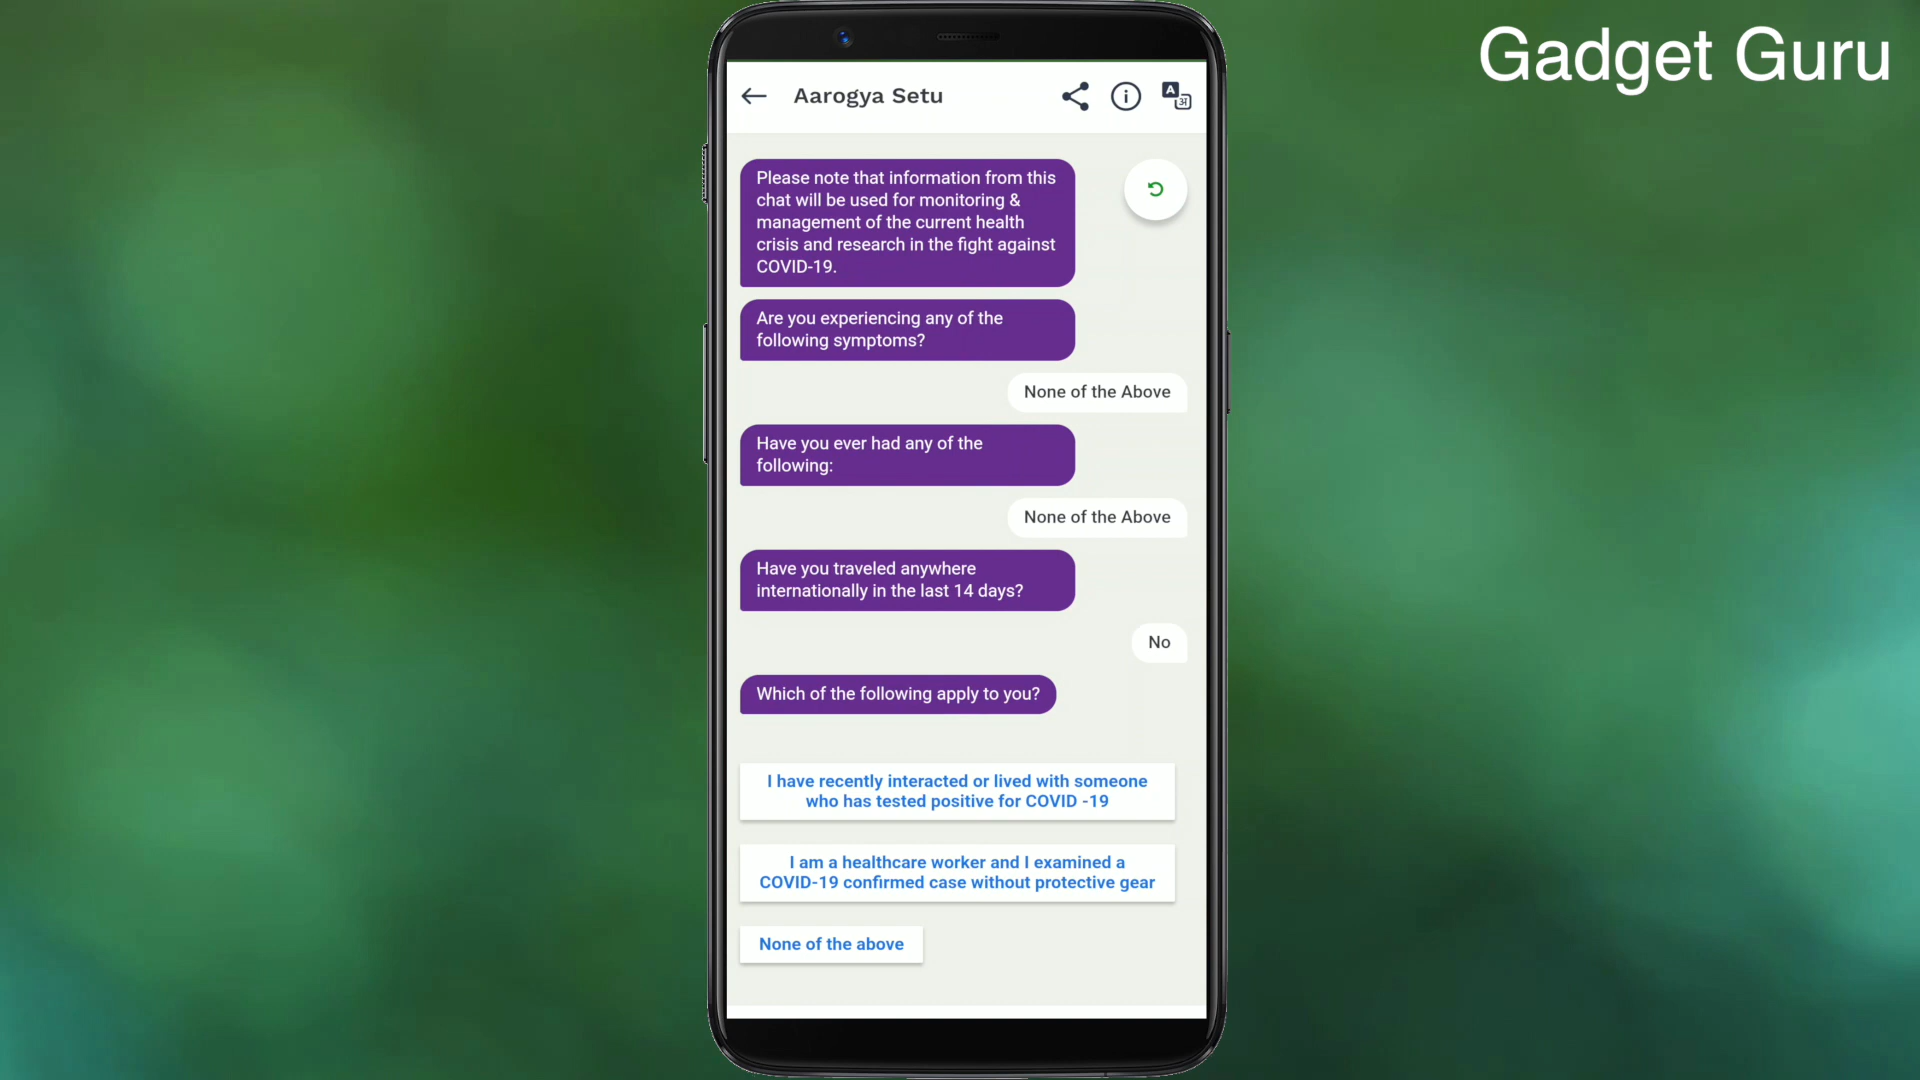 Gadget Guru
Aarogya Setu
Please note that information from this
chat will be used for monitoring &
management of the current health
crisis and research in the fight against
COVID-19.
Are you experiencing any of the
following symptoms?
None of the Above
Have you ever had any of the
following:
None of the Above
Have you traveled anywhere
internationally in the last 14 days?
No
Which of the following apply to you?
I have recently interacted or lived with someone
who has tested positive for COVID -19
I am a healthcare worker and I examined a
COVID-19 confirmed case without protective gear
None of the above